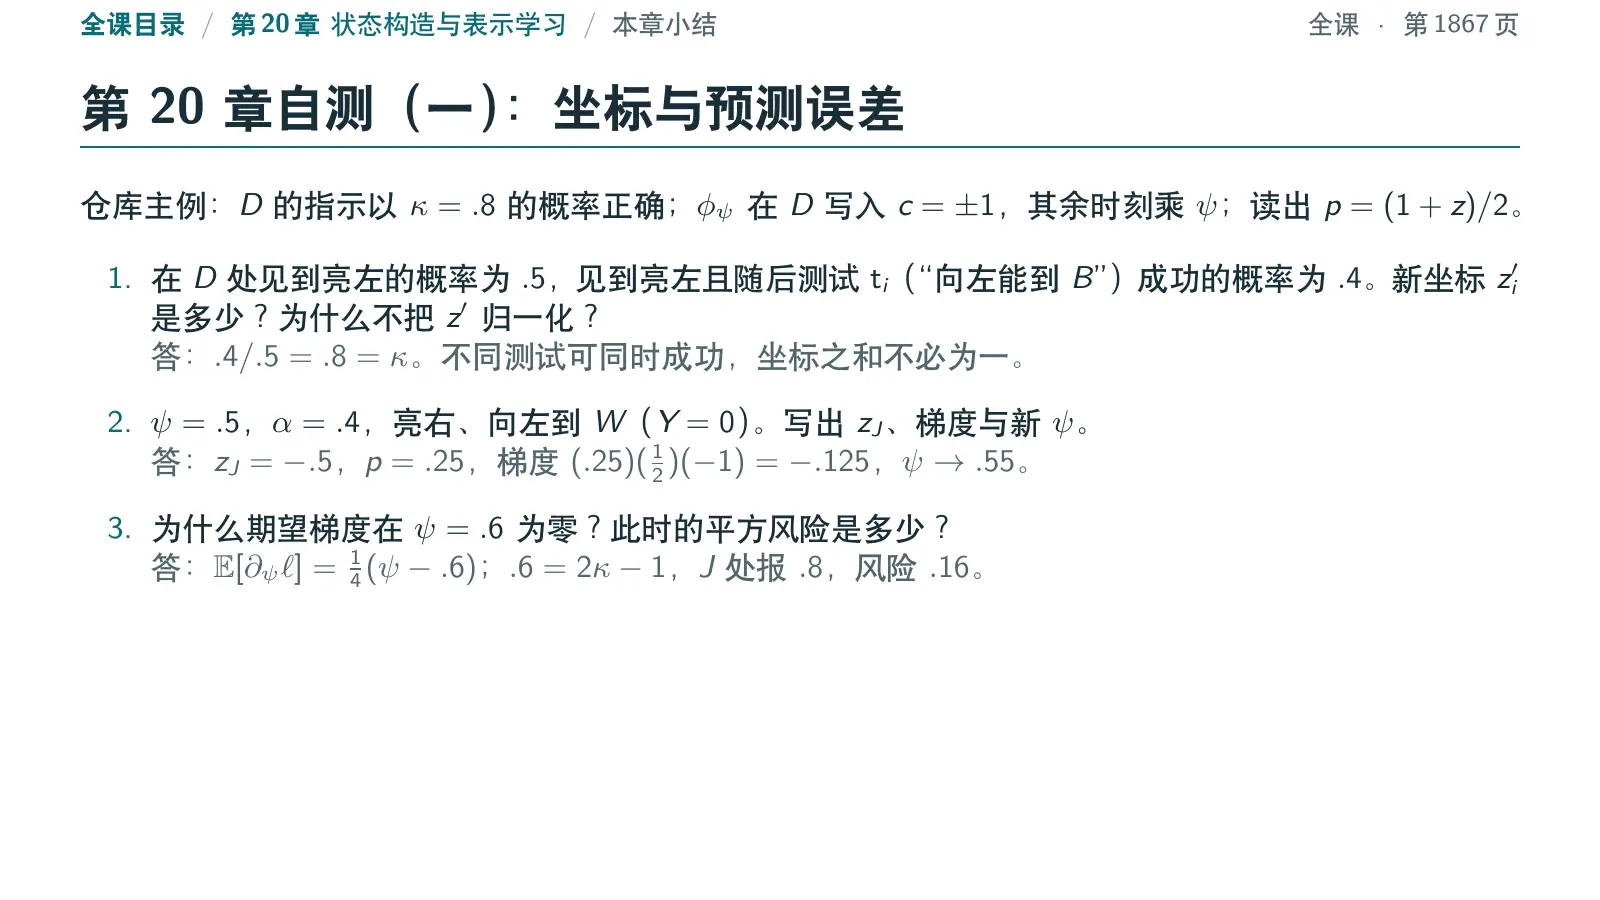 全课目录 / 第 20 章 状态构造与表示学习 / 本章小结
全课 · 第 1867 页
第 20 章自测（一）：坐标与预测误差
仓库主例：D 的指示以 κ = .8 的概率正确；ϕ_ψ 在 D 写入 c = ±1，其余时刻乘 ψ；读出 p = (1 + z)/2。
1. 在 D 处见到亮左的概率为 .5，见到亮左且随后测试 t_i（“向左能到 B”）成功的概率为 .4。新坐标 z′_i
是多少？为什么不把 z′ 归一化？
答：.4/.5 = .8 = κ。不同测试可同时成功，坐标之和不必为一。
2. ψ = .5，α = .4，亮右、向左到 W（Y = 0）。写出 z_J、梯度与新 ψ。
答：z_J = −.5，p = .25，梯度 (.25)(1/2)(−1) = −.125，ψ → .55。
3. 为什么期望梯度在 ψ = .6 为零？此时的平方风险是多少？
答：𝔼[∂_ψ ℓ] = 1/4(ψ − .6)；.6 = 2κ − 1，J 处报 .8，风险 .16。